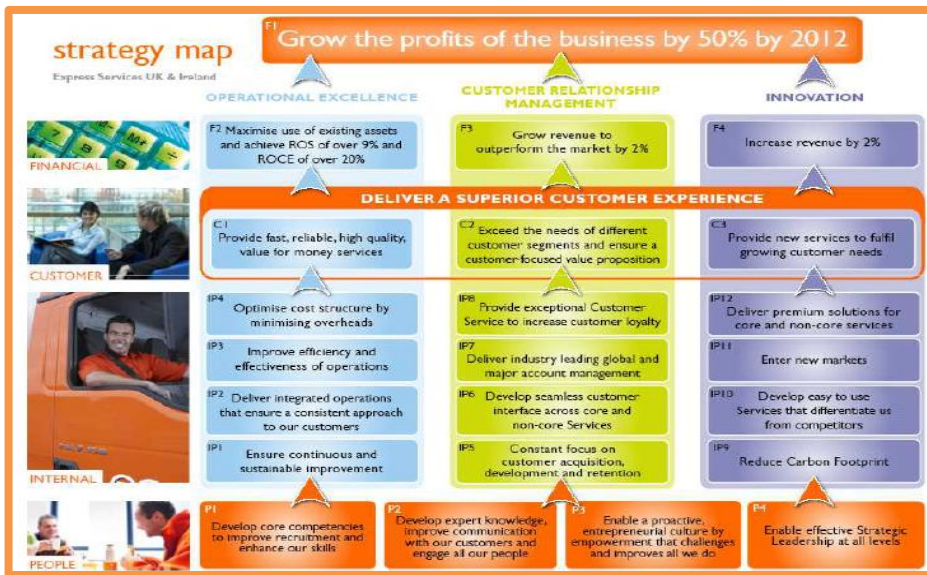 F1
Grow the profits of the business by 50% by 2012
strategy map
Express Services UK & Ireland
OPERATIONAL EXCELLENCE
CUSTOMER RELATIONSHIP
MANAGEMENT
INNOVATION
FINANCIAL
F2 Maximise use of existing assets
and achieve ROS of over 9% and
ROCE of over 20%
F3
Grow revenue to
outperform the market by 2%
F4
Increase revenue by 2%
DELIVER A SUPERIOR CUSTOMER EXPERIENCE
CUSTOMER
C1
Provide fast, reliable, high quality,
value for money services
C2
Exceed the needs of different
customer segments and ensure a
customer-focused value proposition
C3
Provide new services to fulfil
growing customer needs
INTERNAL
IP4
Optimise cost structure by
minimising overheads
IP8
Provide exceptional Customer
Service to increase customer loyalty
IP12
Deliver premium solutions for
core and non-core services
IP3
Improve efficiency and
effectiveness of operations
IP7
Deliver industry leading global and
major account management
IP11
Enter new markets
IP2
Deliver integrated operations
that ensure a consistent approach
to our customers
IP6
Develop seamless customer
interface across core and
non-core Services
IP10
Develop easy to use
Services that differentiate us
from competitors
IP1
Ensure continuous and
sustainable improvement
IP5
Constant focus on
customer acquisition,
development and retention
IP9
Reduce Carbon Footprint
PEOPLE
P1
Develop core competencies
to improve recruitment and
enhance our skills
P2
Develop expert knowledge,
improve communication
with our customers and
engage all our people
P3
Enable a proactive,
entrepreneurial culture by
empowerment that challenges
and improves all we do
P4
Enable effective Strategic
Leadership at all levels